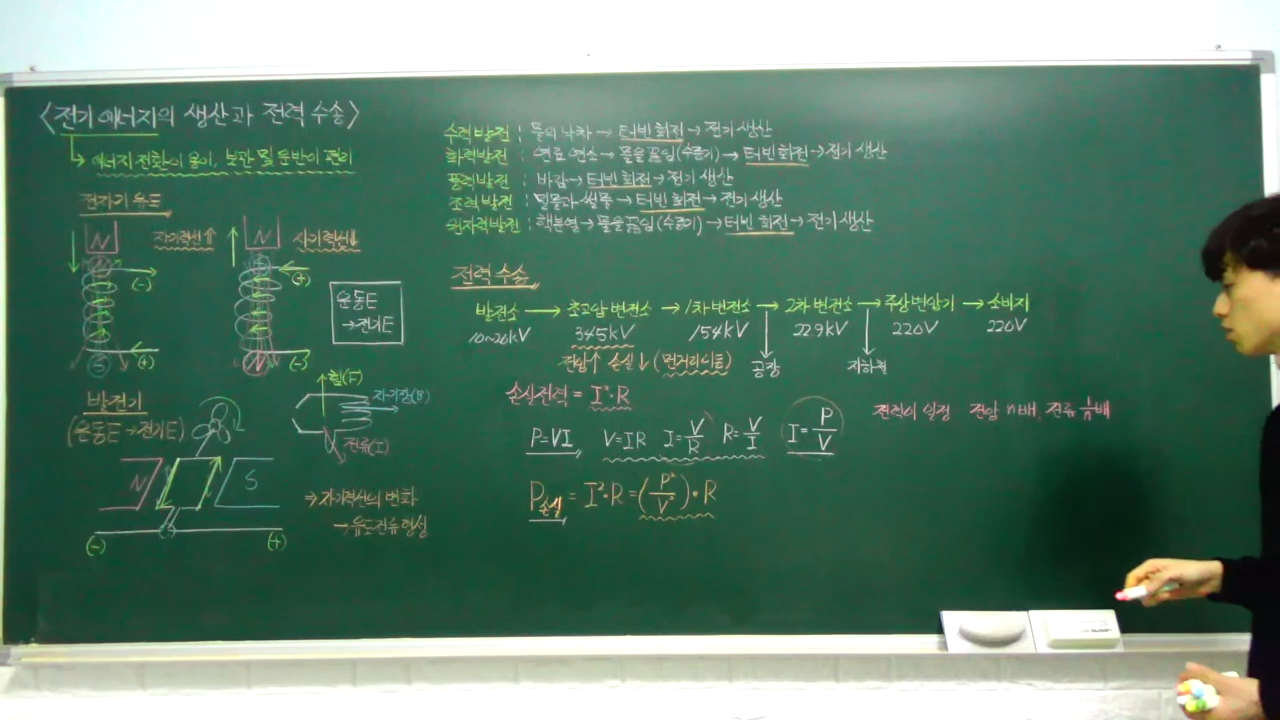 <전기에너지의 생산과 전력 수송>
↳ 에너지 전환이 용이, 보관 및 운반이 편리
전자기 유도
N 자기력선↑
(-)
(+)
(-)
N 자기력선↓
(+)
(+)
(-)
N
운동E
→전기E
발전기
(운동E→전기E)
N S
(-) (+)
힘(F)
자기장(B)
전류(I)
⇒ 자기력선의 변화
→ 유도전류 형성
수력발전 : 물의 낙차 → 터빈 회전 → 전기 생산
화력발전 : 연료 연소 → 물을 끓임(수증기) → 터빈 회전 → 전기 생산
풍력발전 : 바람 → 터빈 회전 → 전기 생산
조력발전 : 밀물과 썰물 → 터빈 회전 → 전기 생산
원자력발전 : 핵분열 → 물을 끓임(수증기) → 터빈 회전 → 전기 생산
전력 수송
발전소 → 초고압 변전소 → 1차 변전소 → 2차 변전소 → 주상변압기 → 소비지
10~20kV 345kV 154kV 22.9kV 220V 220V
전압↑ 손실↓ (먼거리이동) 공장 지하철
손실전력 = I²·R
P=VI V=IR I=V/R R=V/I I=P/V
P손실 = I²·R = (P²/V²)·R
전력이 일정 전압 n배, 전류 1/n배